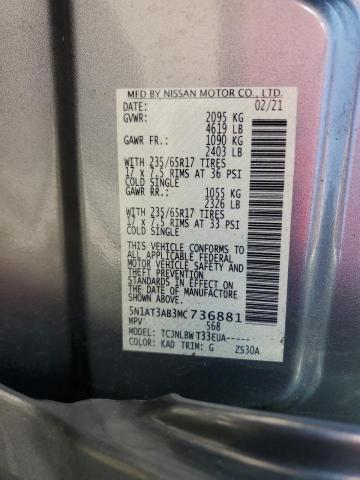 MFD BY NISSAN MOTOR CO., LTD.
DATE: 02/21
GVWR: 2095 KG
4619 LB
GAWR FR.: 1090 KG
2403 LB
WITH 235/65R17 TIRES
17 x 7.5 RIMS AT 36 PSI
COLD SINGLE
GAWR RR.: 1055 KG
2326 LB
WITH 235/65R17 TIRES
17 x 7.5 RIMS AT 33 PSI
COLD SINGLE
THIS VEHICLE CONFORMS TO
ALL APPLICABLE FEDERAL
MOTOR VEHICLE SAFETY AND
THEFT PREVENTION STANDARDS
IN EFFECT ON THE DATE OF
MANUFACTURE SHOWN ABOVE.
5N1AT3AB3MC736881
MPV 568
TCJNLBW T33EUA-----
COLOR: KAD TRIM: G ZS30A